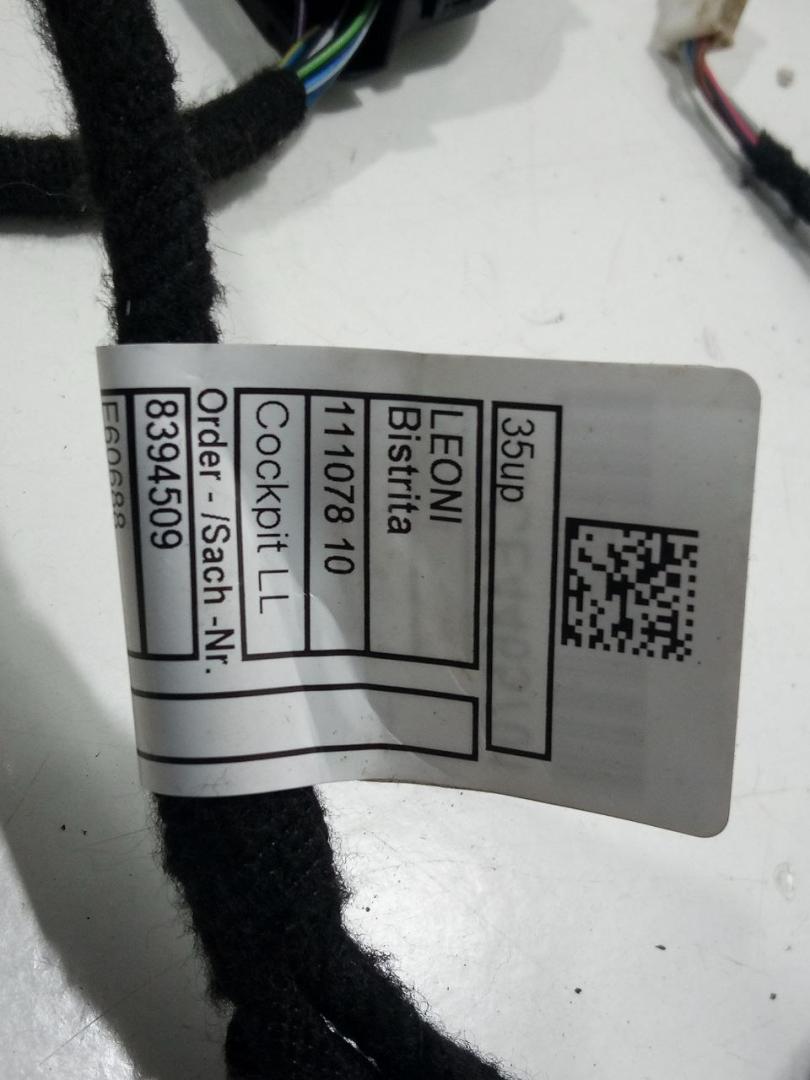 35up
LEONI
Bistrita
111078 10
Cockpit LL
Order - /Sach -Nr.
8394509